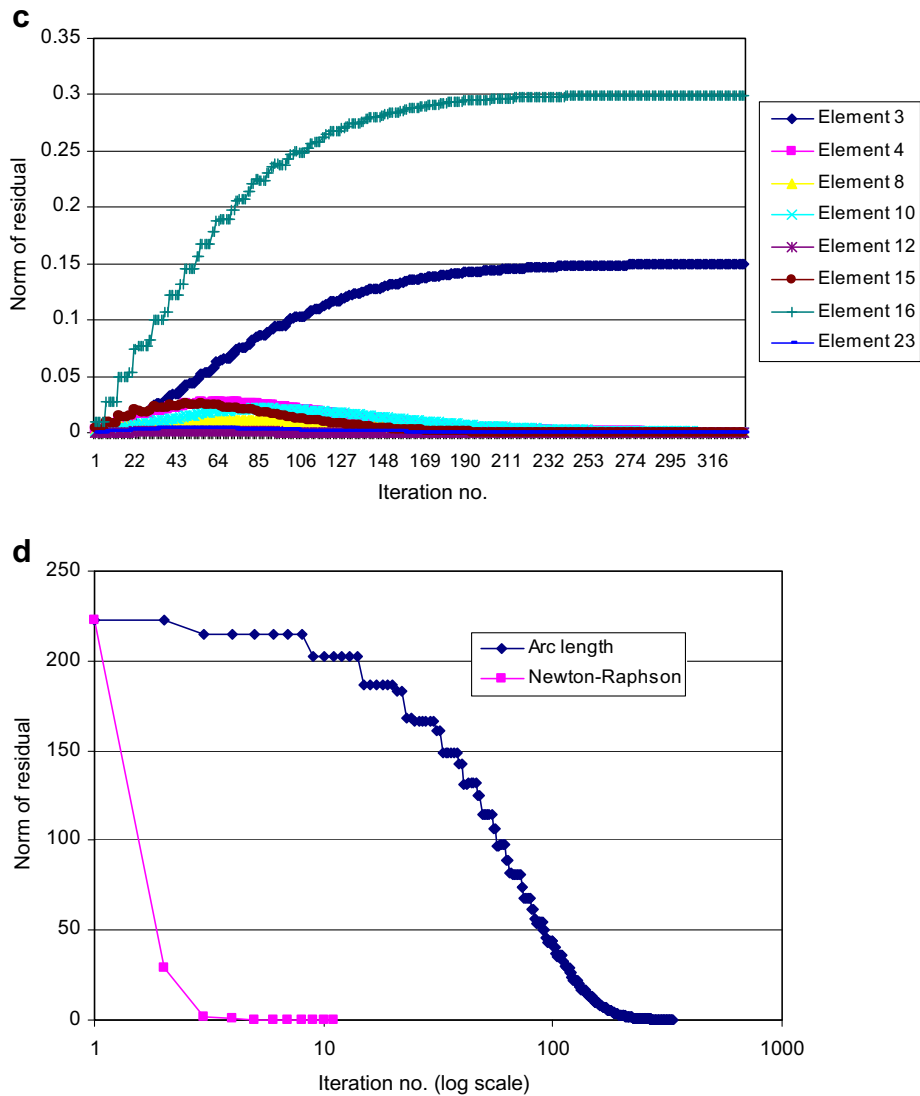 c
0.35
0.3
0.25
0.2
0.15
0.1
0.05
0
Norm of residual
1 22 43 64 85 106 127 148 169 190 211 232 253 274 295 316
Iteration no.
Element 3
Element 4
Element 8
Element 10
Element 12
Element 15
Element 16
Element 23
d
250
200
150
100
50
0
Norm of residual
Arc length
Newton-Raphson
1 10 100 1000
Iteration no. (log scale)